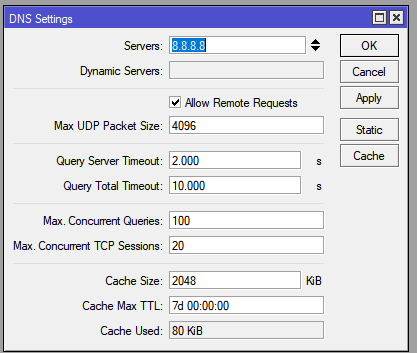 DNS Settings
Servers: 8.8.8.8
OK
Dynamic Servers:
Cancel
Allow Remote Requests
Apply
Max UDP Packet Size: 4096
Static
Query Server Timeout: 2.000 s
Cache
Query Total Timeout: 10.000 s
Max. Concurrent Queries: 100
Max. Concurrent TCP Sessions: 20
Cache Size: 2048 KiB
Cache Max TTL: 7d 00:00:00
Cache Used: 80 KiB